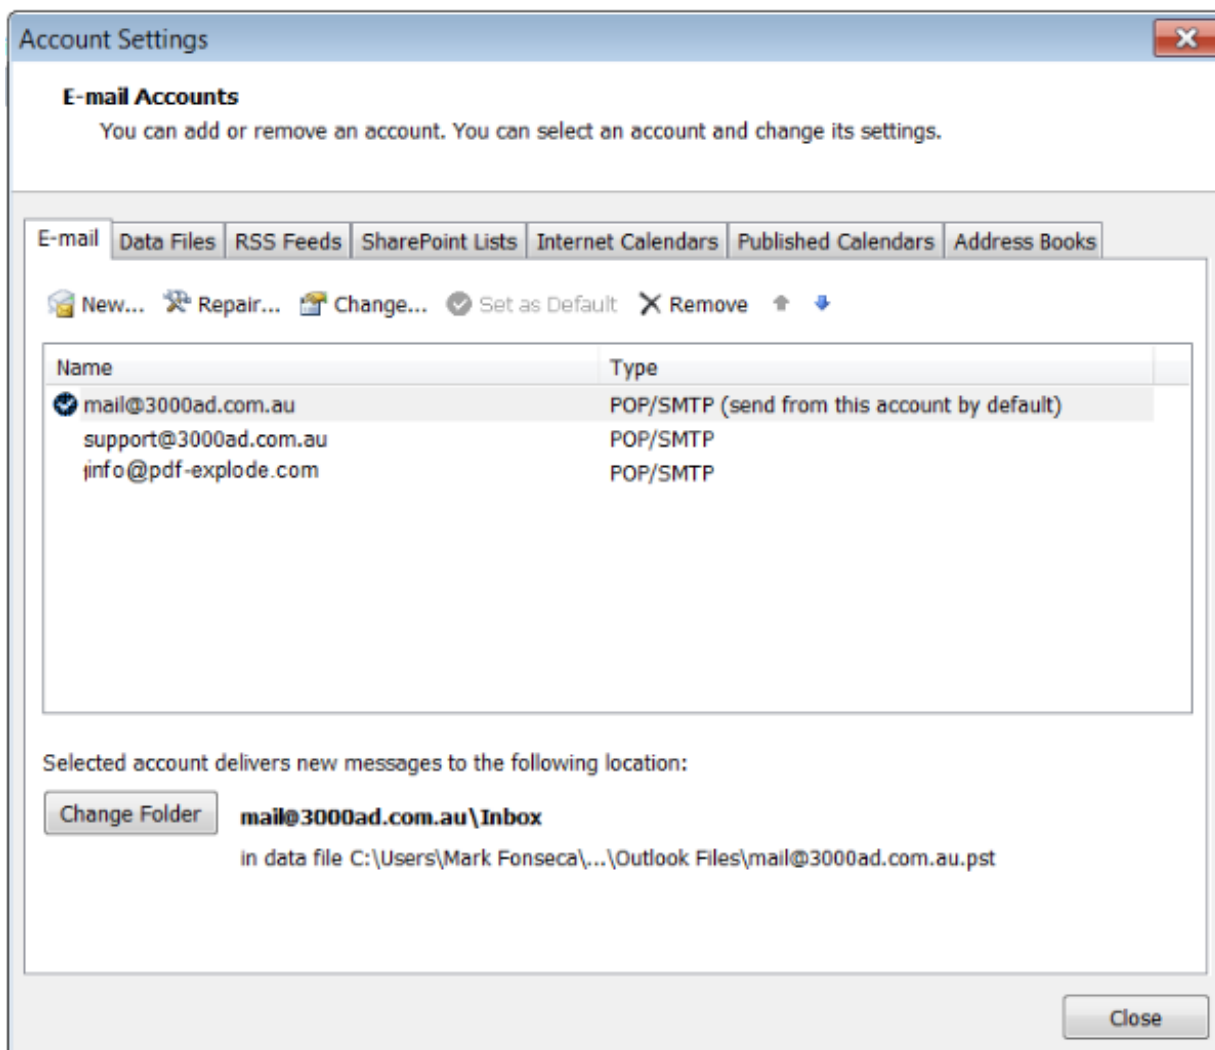 Account Settings
E-mail Accounts
You can add or remove an account. You can select an account and change its settings.
E-mail Data Files RSS Feeds SharePoint Lists Internet Calendars Published Calendars Address Books
New... Repair... Change... Set as Default Remove
Name Type
mail@3000ad.com.au POP/SMTP (send from this account by default)
support@3000ad.com.au POP/SMTP
info@pdf-explode.com POP/SMTP
Selected account delivers new messages to the following location:
Change Folder mail@3000ad.com.au\Inbox
in data file C:\Users\Mark Fonseca\...\Outlook Files\mail@3000ad.com.au.pst
Close